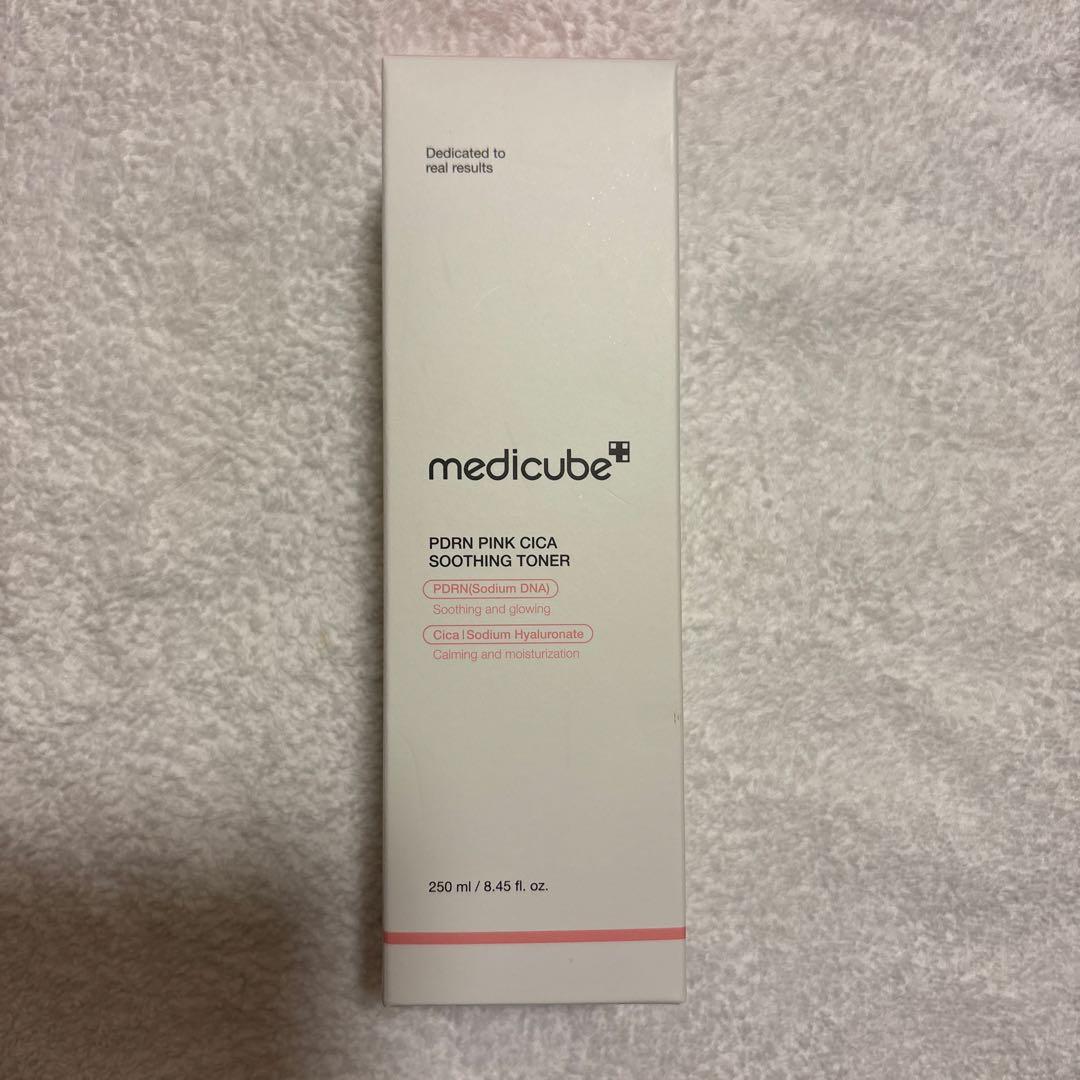 Dedicated to
real results
medicube
PDRN PINK CICA
SOOTHING TONER
PDRN(Sodium DNA)
Soothing and glowing
Cica | Sodium Hyaluronate
Calming and moisturization
250 ml / 8.45 fl. oz.